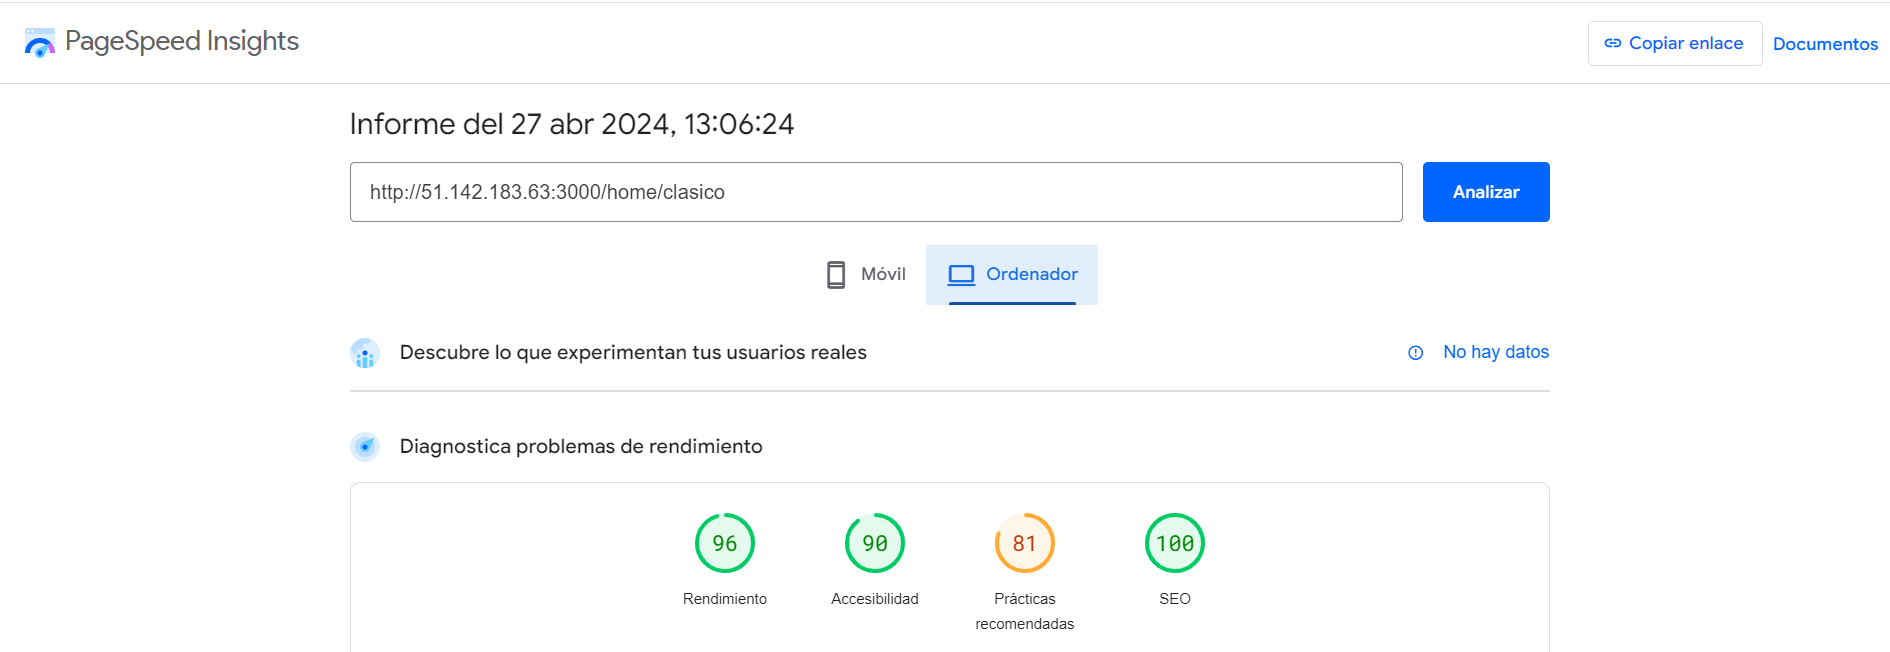 PageSpeed Insights
Copiar enlace
Documentos
Informe del 27 abr 2024, 13:06:24
http://51.142.183.63:3000/home/clasico
Analizar
Móvil
Ordenador
Descubre lo que experimentan tus usuarios reales
No hay datos
Diagnostica problemas de rendimiento
96
90
81
100
Rendimiento
Accesibilidad
Prácticas
recomendadas
SEO